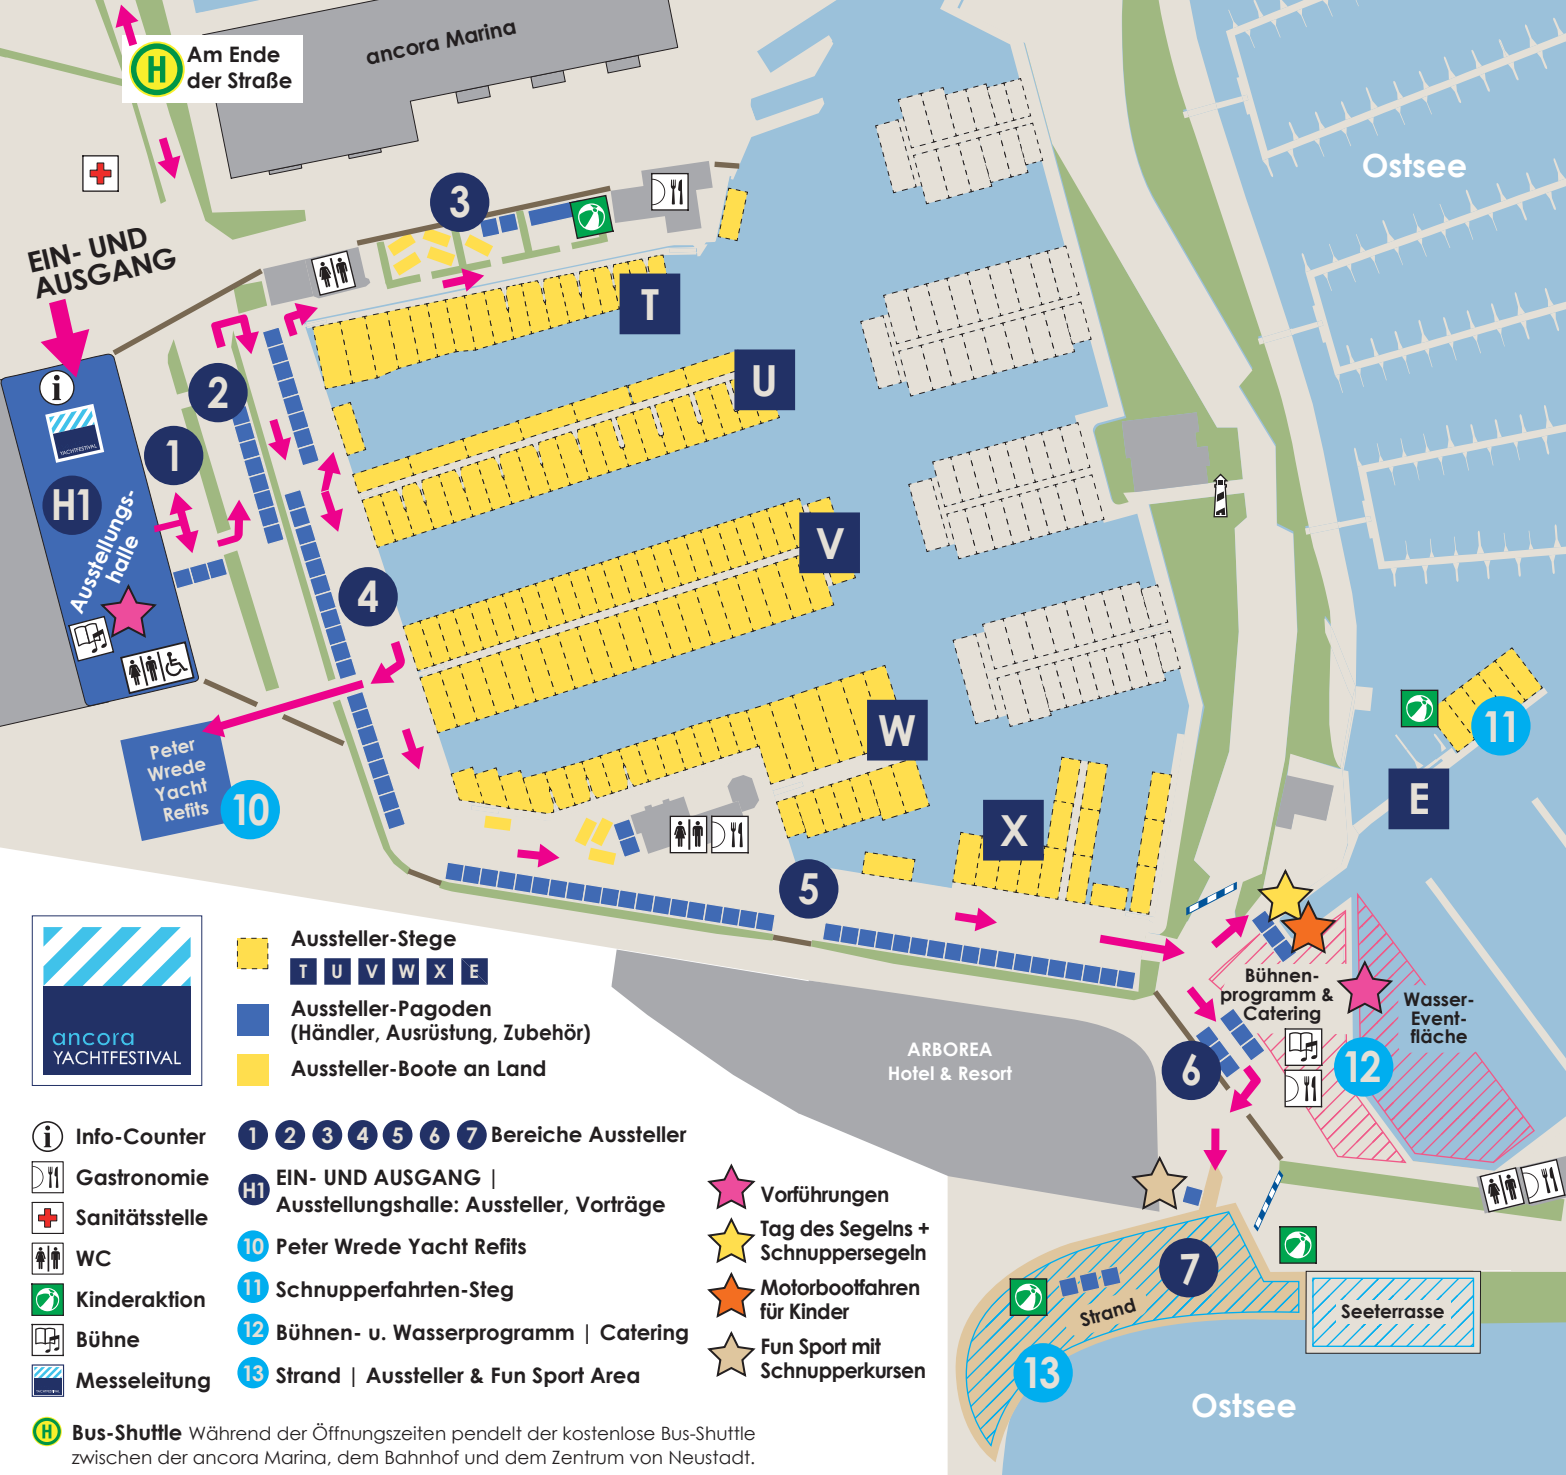 H
Am Ende
der Straße
ancora Marina
Ostsee
EIN- UND
AUSGANG
3
T
i
YACHTFESTIVAL
2
U
1
H1
Ausstellungs-
halle
V
4
W
11
E
Peter
Wrede
Yacht
Refits
10
X
5
Bühnen-
programm &
Catering
Wasser-
Event-
fläche
12
6
ARBOREA
Hotel & Resort
7
Strand
13
Seeterrasse
Ostsee
ancora
YACHTFESTIVAL
Aussteller-Stege
T U V W X E
Aussteller-Pagoden
(Händler, Ausrüstung, Zubehör)
Aussteller-Boote an Land
i Info-Counter
Gastronomie
Sanitätsstelle
WC
Kinderaktion
Bühne
Messeleitung
1 2 3 4 5 6 7 Bereiche Aussteller
H1 EIN- UND AUSGANG |
Ausstellungshalle: Aussteller, Vorträge
10 Peter Wrede Yacht Refits
11 Schnupperfahrten-Steg
12 Bühnen- u. Wasserprogramm | Catering
13 Strand | Aussteller & Fun Sport Area
Vorführungen
Tag des Segelns +
Schnuppersegeln
Motorbootfahren
für Kinder
Fun Sport mit
Schnupperkursen
H Bus-Shuttle Während der Öffnungszeiten pendelt der kostenlose Bus-Shuttle
zwischen der ancora Marina, dem Bahnhof und dem Zentrum von Neustadt.